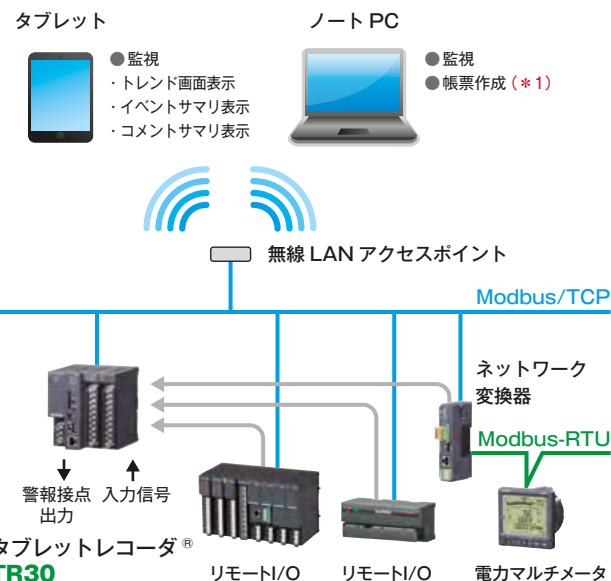 タブレット
ノート PC
●監視
・トレンド画面表示
・イベントサマリ表示
・コメントサマリ表示
●監視
●帳票作成（＊1）
無線 LAN アクセスポイント
Modbus/TCP
ネットワーク
変換器
Modbus-RTU
警報接点
出力
入力信号
タブレットレコーダ®
TR30
リモートI/O
リモートI/O
電力マルチメータ